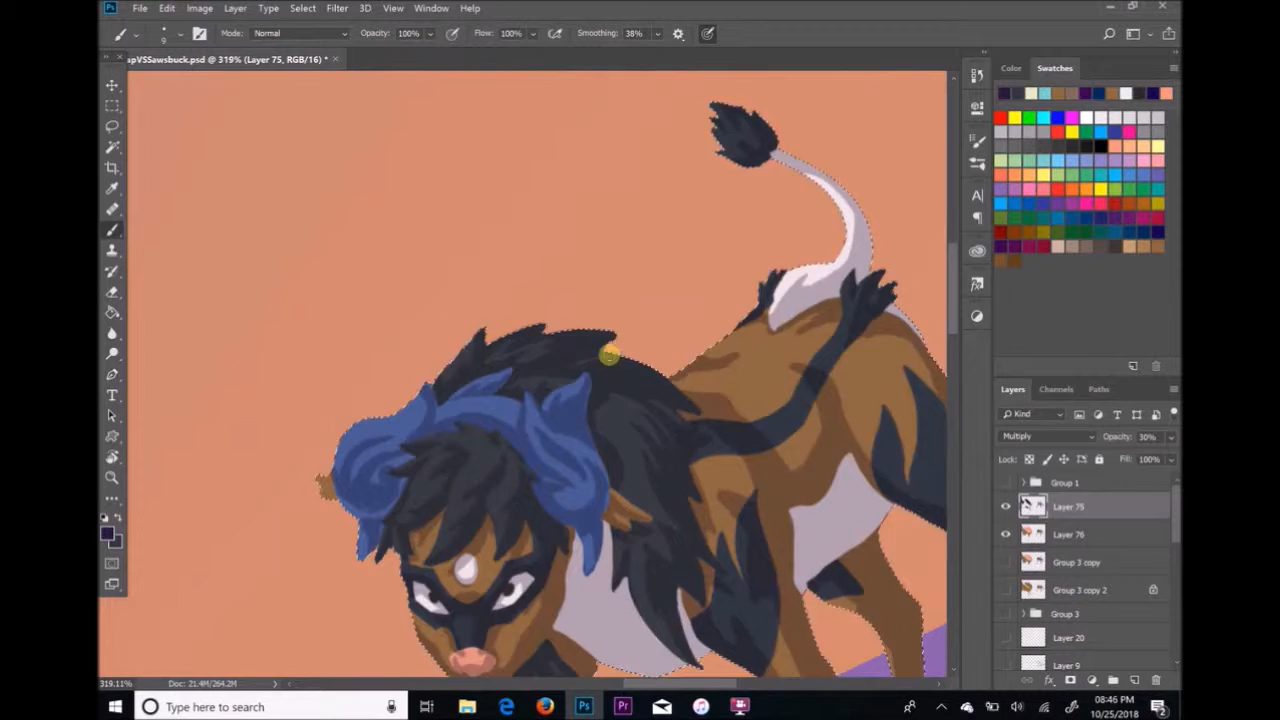 Ps File Edit Image Layer Type Select Filter 3D View Window Help
9 Mode: Normal Opacity: 100% Flow: 100% Smoothing: 38%
apVSSawsbuck.psd @ 319% (Layer 75, RGB/16) *
Color Swatches
Layers Channels Paths
Kind
Multiply Opacity: 30%
Lock: Fill: 100%
Group 1
Layer 75
Layer 76
Group 3 copy
Group 3 copy 2
Group 3
Layer 20
Layer 9
319.11% Doc: 21.4M/264.2M
Type here to search
08:46 PM
10/25/2018